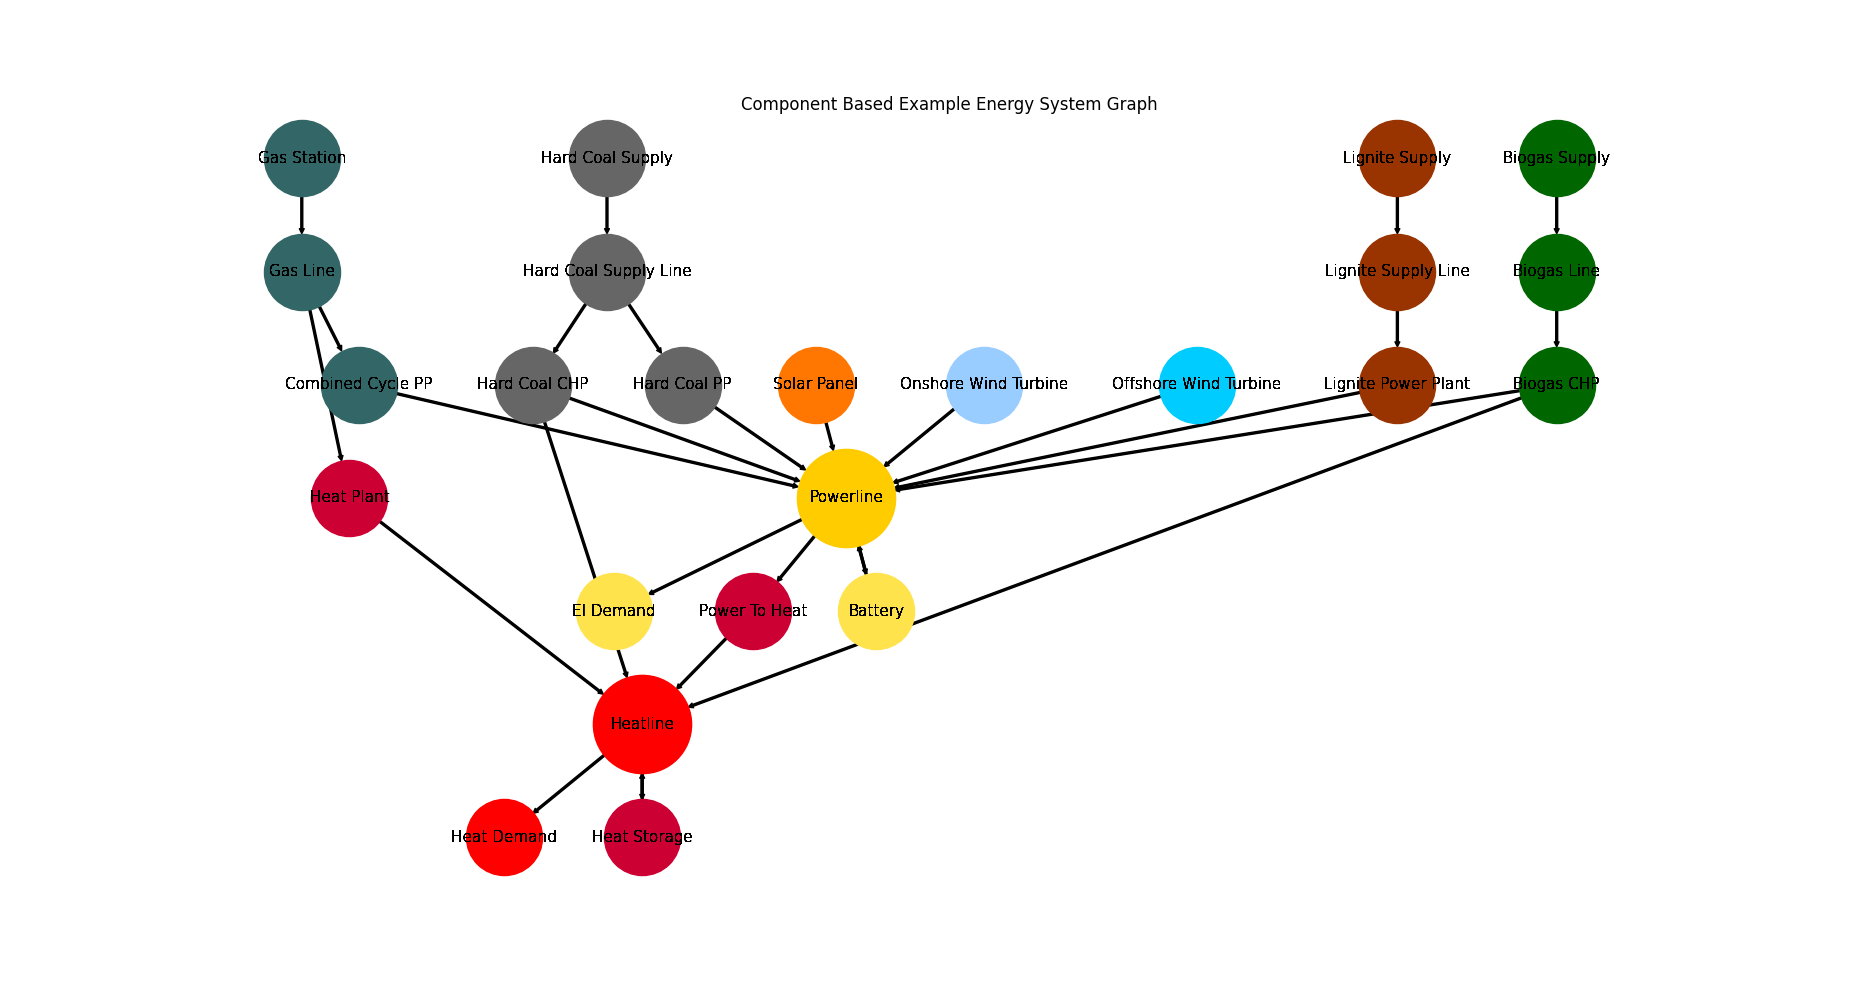 Component Based Example Energy System Graph
Gas Station
Hard Coal Supply
Lignite Supply
Biogas Supply
Gas Line
Hard Coal Supply Line
Lignite Supply Line
Biogas Line
Combined Cycle PP
Hard Coal CHP
Hard Coal PP
Solar Panel
Onshore Wind Turbine
Offshore Wind Turbine
Lignite Power Plant
Biogas CHP
Heat Plant
Powerline
El Demand
Power To Heat
Battery
Heatline
Heat Demand
Heat Storage